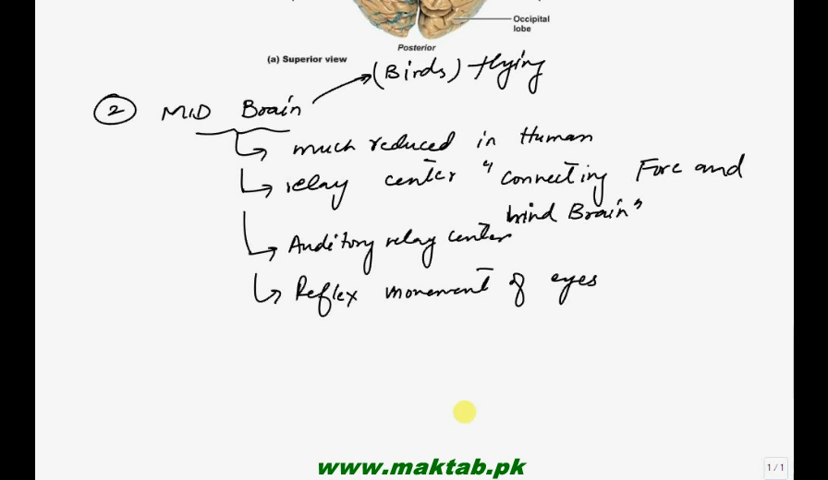 Occipital
lobe
Posterior
(a) Superior view
(Birds) flying
② MID Brain
much reduced in Human
relay center "connecting Fore and
hind Brain"
Auditory relay center
Reflex movement of eyes
www.maktab.pk
1 / 1